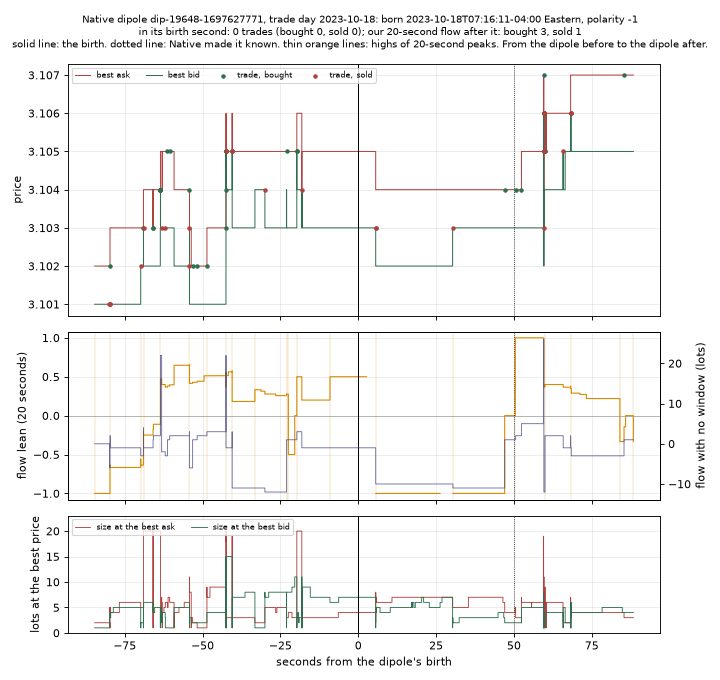 Native dipole dip-19648-1697627771, trade day 2023-10-18: born 2023-10-18T07:16:11-04:00 Eastern, polarity -1
in its birth second: 0 trades (bought 0, sold 0); our 20-second flow after it: bought 3, sold 1
solid line: the birth. dotted line: Native made it known. thin orange lines: highs of 20-second peaks. From the dipole before to the dipole after.
best ask
best bid
trade, bought
trade, sold
3.107
3.106
3.105
3.104
3.103
3.102
3.101
price
1.0
0.5
0.0
−0.5
−1.0
flow lean (20 seconds)
20
10
0
−10
flow with no window (lots)
size at the best ask
size at the best bid
20
15
10
5
0
lots at the best price
−75
−50
−25
0
25
50
75
seconds from the dipole's birth